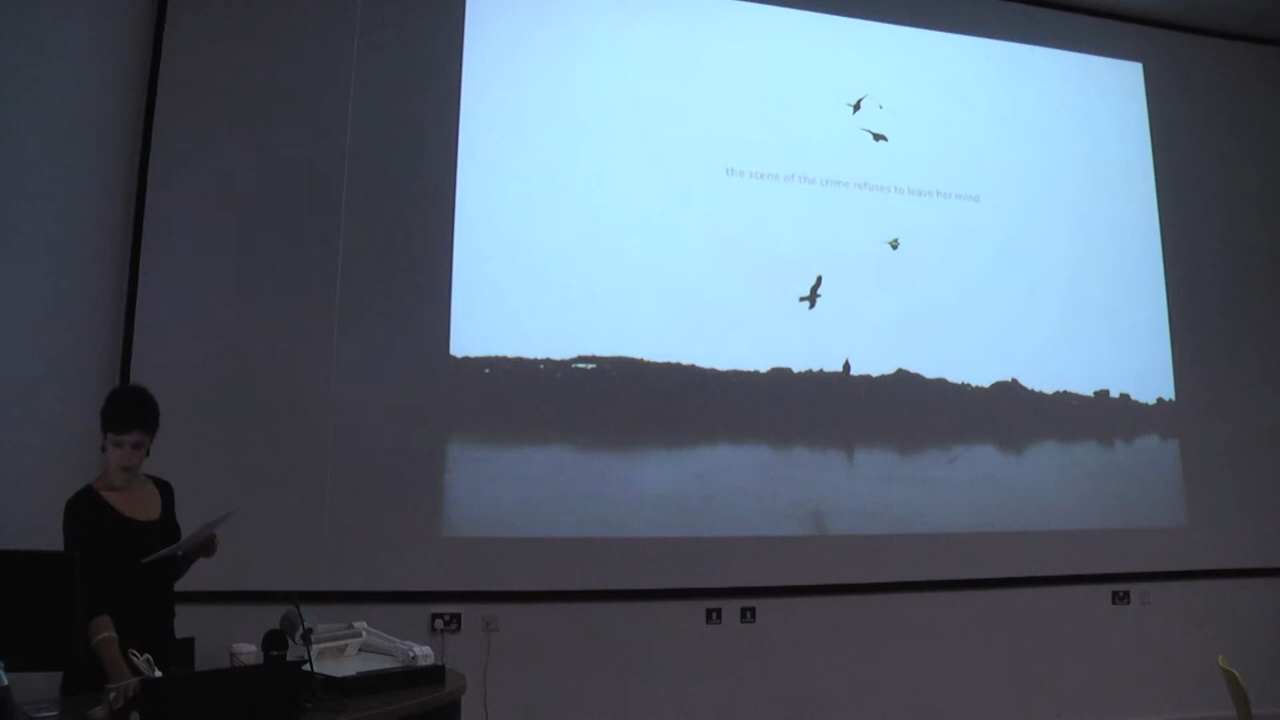 the scene of the crime refuses to leave her mind